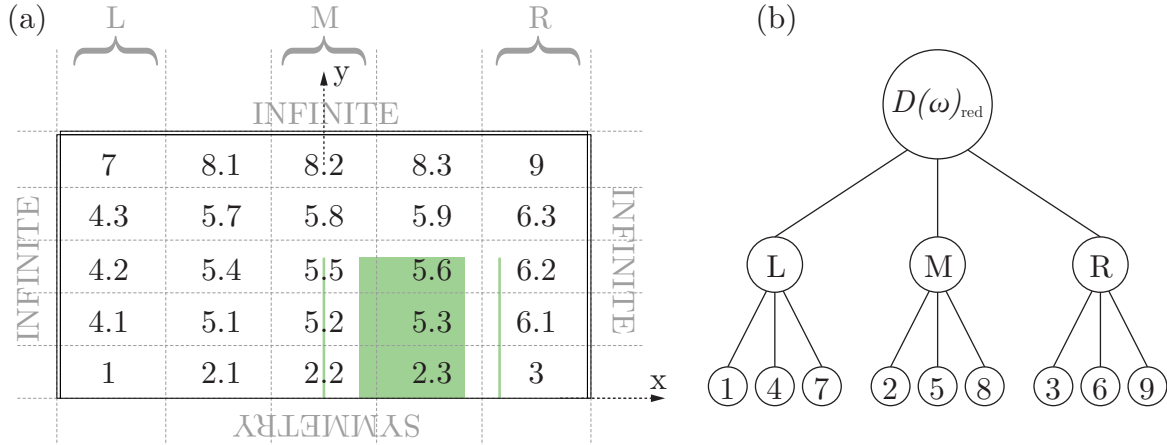 (a)
L M R
y
INFINITE
7 8.1 8.2 8.3 9
4.3 5.7 5.8 5.9 6.3
4.2 5.4 5.5 5.6 6.2
4.1 5.1 5.2 5.3 6.1
1 2.1 2.2 2.3 3
x
INFINITE
INFINITE
SYMMETRY
(b)
D(ω)red
L M R
1 4 7 2 5 8 3 6 9